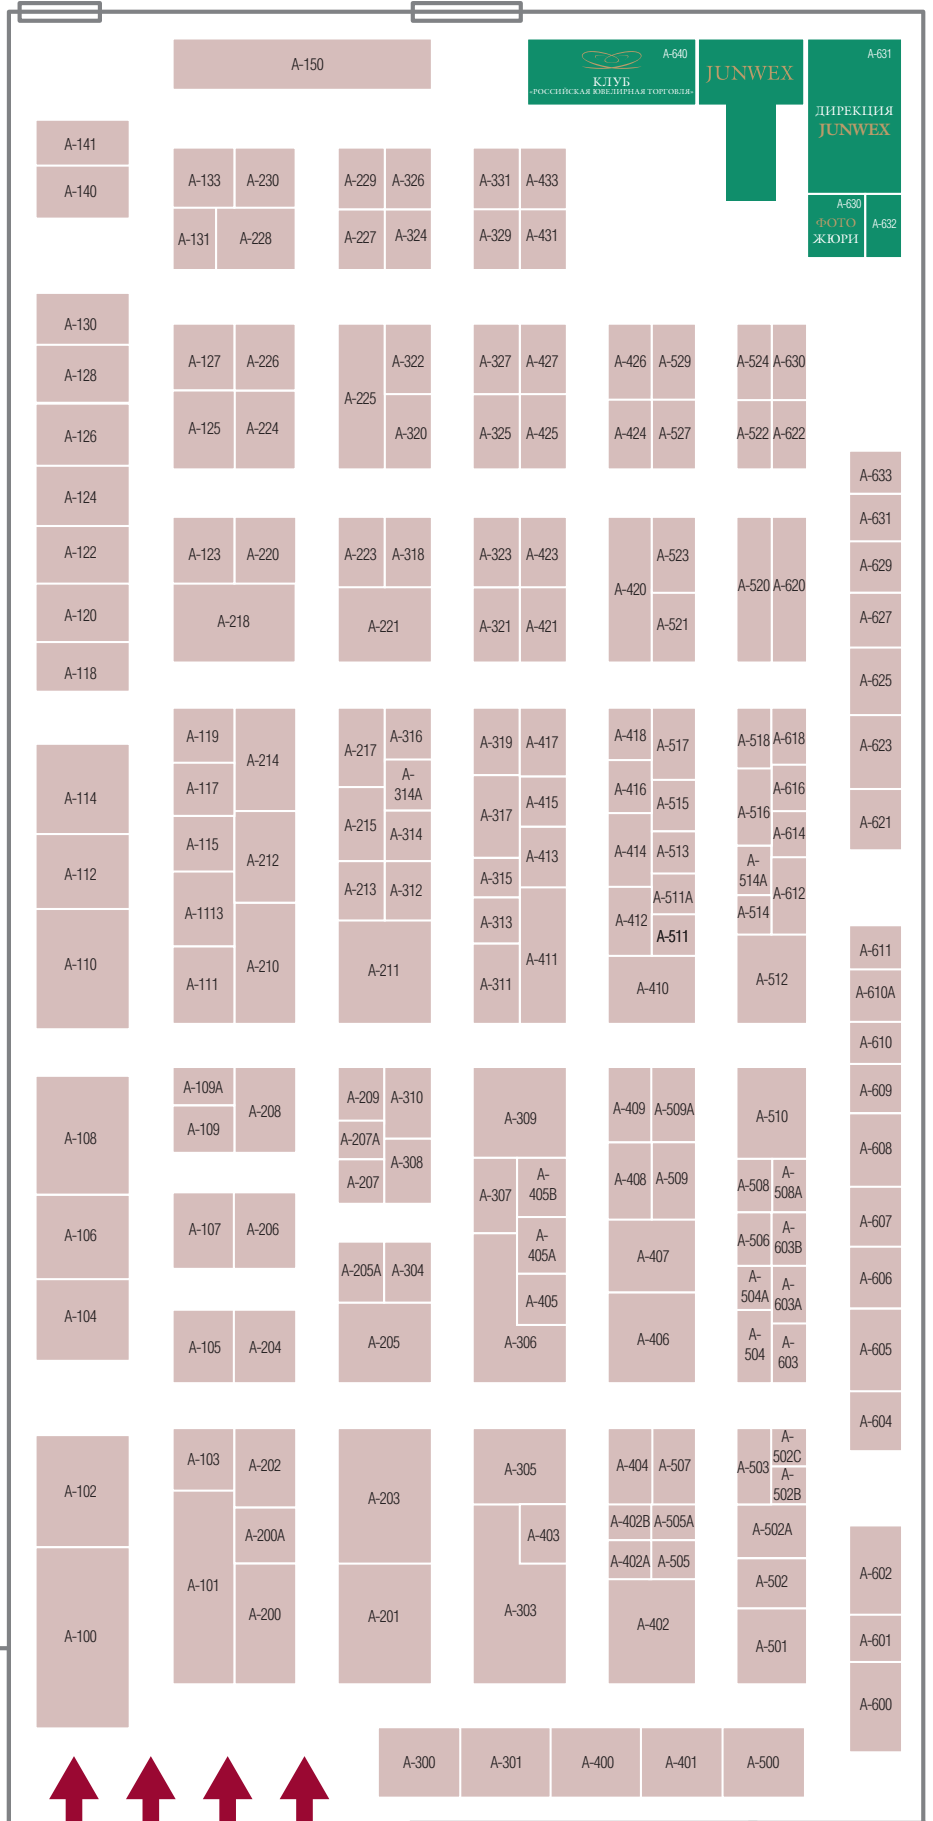 A-150
A-640
КЛУБ
«РОССИЙСКАЯ ЮВЕЛИРНАЯ ТОРГОВЛЯ»
JUNWEX
A-631
ДИРЕКЦИЯ
JUNWEX
A-630
ФОТО
ЖЮРИ
A-632
A-141
A-140
A-133 A-230
A-131 A-228
A-229 A-326
A-227 A-324
A-331 A-433
A-329 A-431
A-130
A-128
A-126
A-124
A-122
A-120
A-118
A-127 A-226
A-125 A-224
A-225
A-322
A-320
A-327 A-427
A-325 A-425
A-426 A-529
A-424 A-527
A-524 A-630
A-522 A-622
A-633
A-631
A-629
A-627
A-625
A-623
A-621
A-123 A-220
A-218
A-223 A-318
A-221
A-323 A-423
A-321 A-421
A-420
A-523
A-521
A-520 A-620
A-114
A-112
A-110
A-119
A-117
A-115
A-1113
A-111
A-214
A-212
A-210
A-217
A-215
A-213
A-316
A-
314A
A-314
A-312
A-211
A-319
A-317
A-315
A-313
A-311
A-417
A-415
A-413
A-411
A-418
A-416
A-414
A-412
A-517
A-515
A-513
A-511A
A-511
A-410
A-518
A-516
A-
514A
A-514
A-618
A-616
A-614
A-612
A-512
A-611
A-610A
A-610
A-609
A-608
A-607
A-606
A-605
A-604
A-108
A-106
A-104
A-109A
A-109
A-208
A-107 A-206
A-105 A-204
A-209
A-207A
A-207
A-310
A-308
A-205A A-304
A-205
A-309
A-307
A-
405B
A-
405A
A-405
A-306
A-409 A-509A
A-408 A-509
A-407
A-406
A-510
A-508
A-
508A
A-506
A-
603B
A-
504A
A-
603A
A-
504
A-
603
A-102
A-100
A-103
A-101
A-202
A-200A
A-200
A-203
A-201
A-305
A-403
A-303
A-404 A-507
A-402B A-505A
A-402A A-505
A-402
A-503
A-
502C
A-
502B
A-502A
A-502
A-501
A-602
A-601
A-600
A-300 A-301 A-400 A-401 A-500